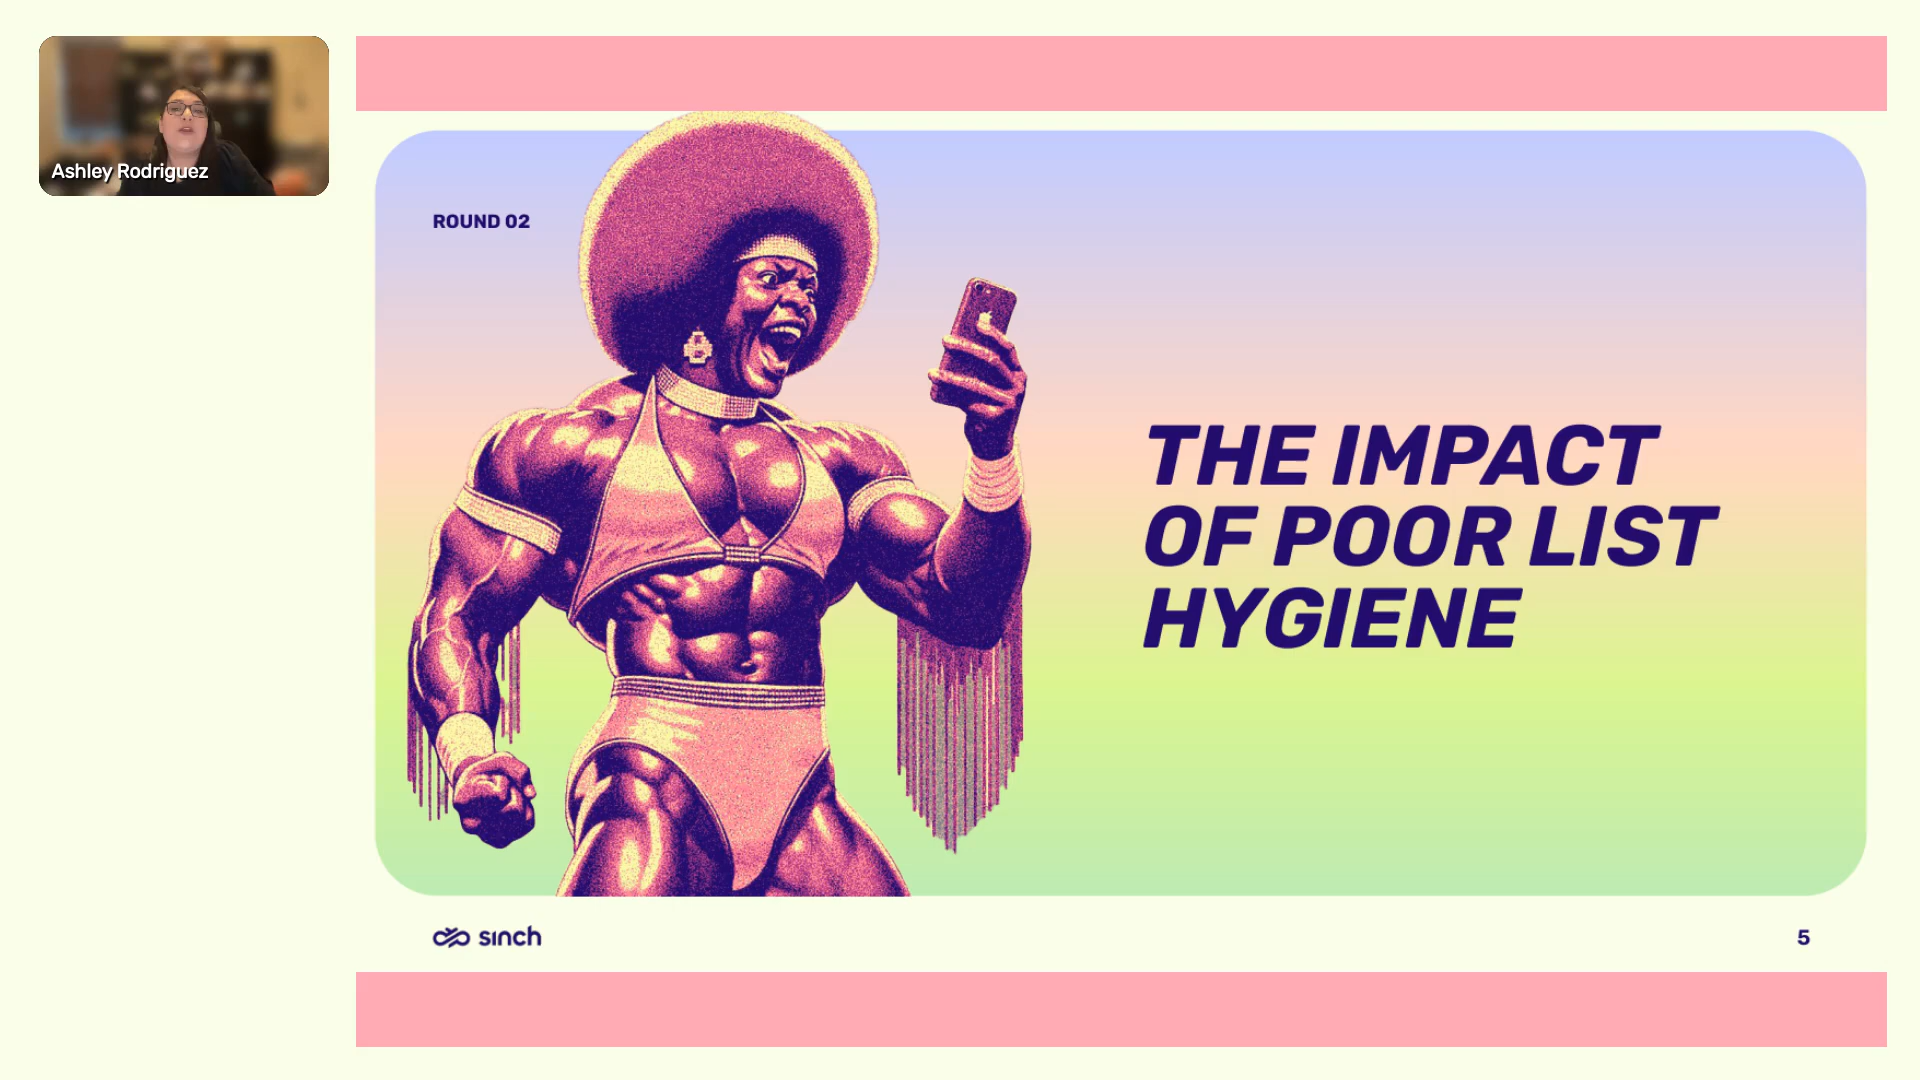 Ashley Rodriguez
ROUND 02
THE IMPACT
OF POOR LIST
HYGIENE
sinch
5